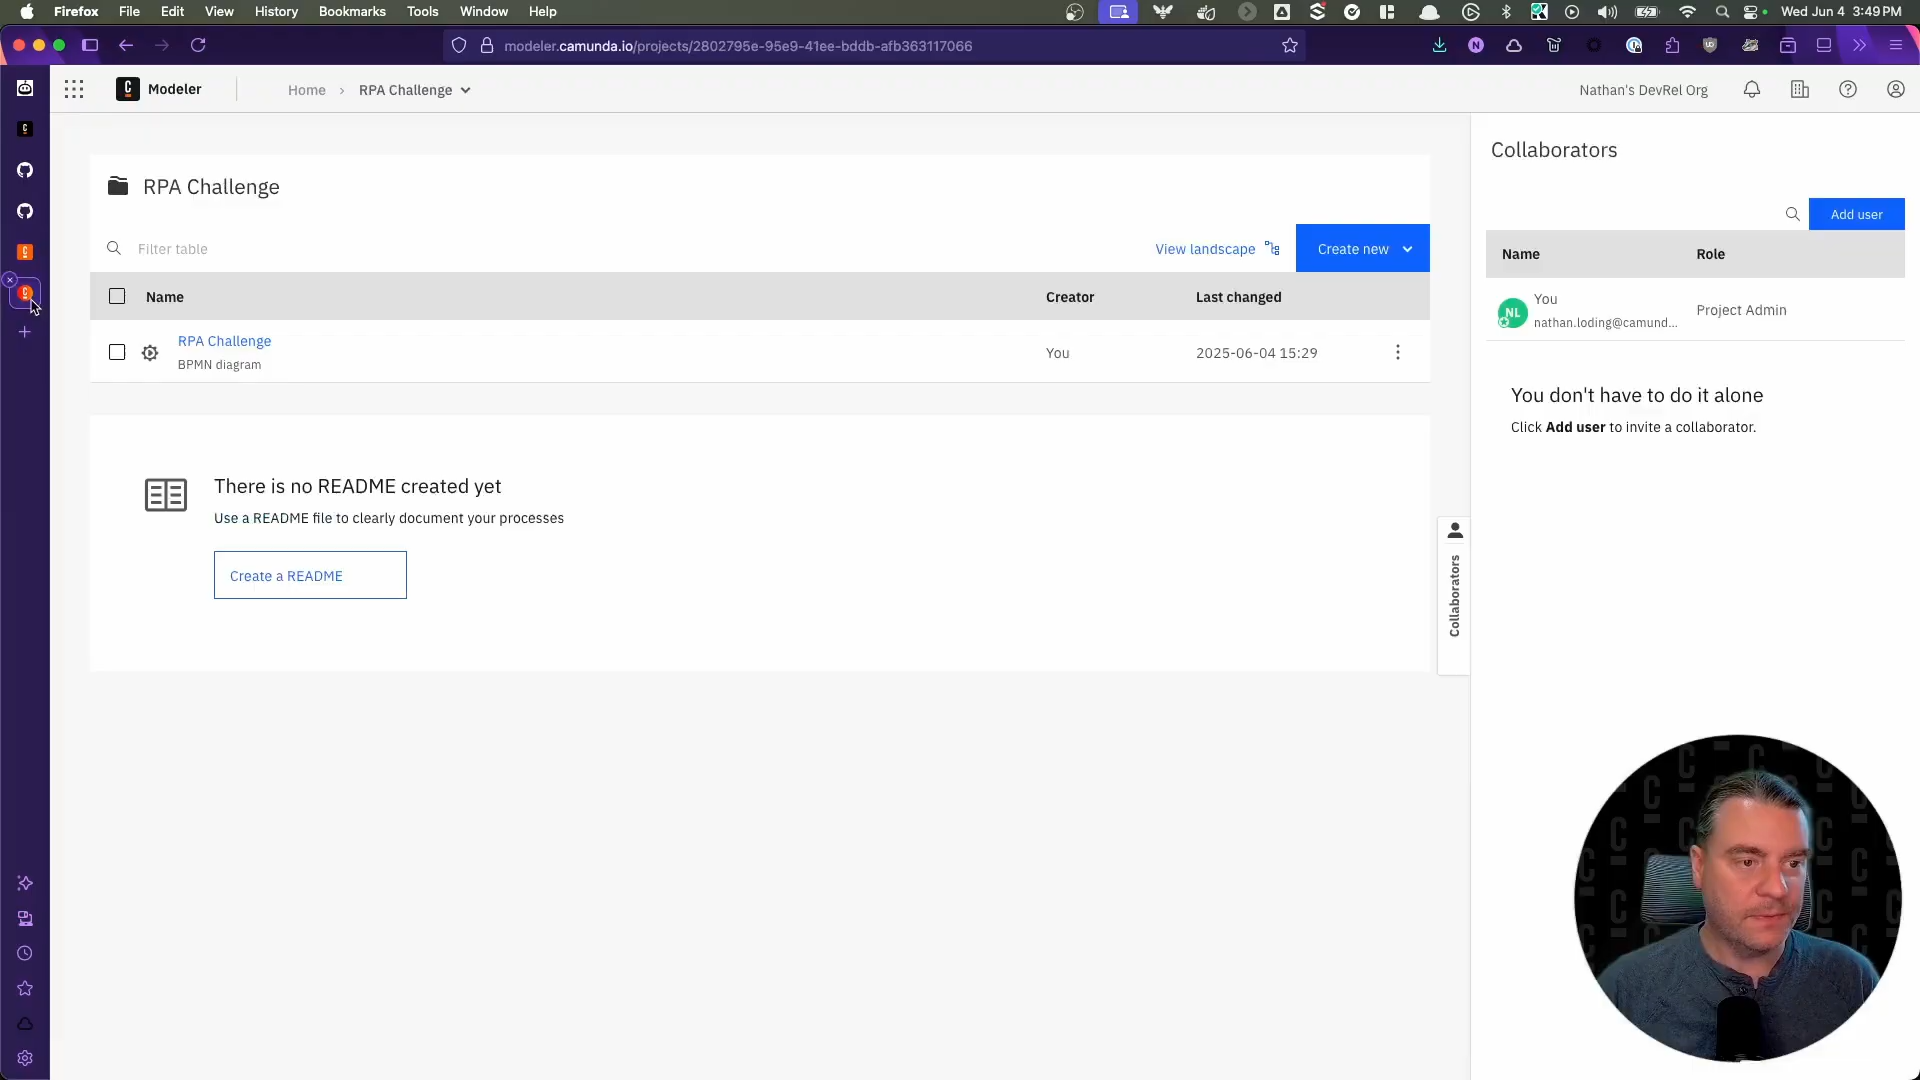 Firefox File Edit View History Bookmarks Tools Window Help Wed Jun 4 3:49 PM
modeler.camunda.io/projects/2802795e-95e9-41ee-bddb-afb363117066
Modeler Home › RPA Challenge Nathan's DevRel Org
RPA Challenge
Filter table View landscape Create new
Name Creator Last changed
RPA Challenge
BPMN diagram
You 2025-06-04 15:29
There is no README created yet
Use a README file to clearly document your processes
Create a README
Collaborators
Collaborators
Add user
Name Role
You
nathan.loding@camund...
Project Admin
You don't have to do it alone
Click Add user to invite a collaborator.
NL